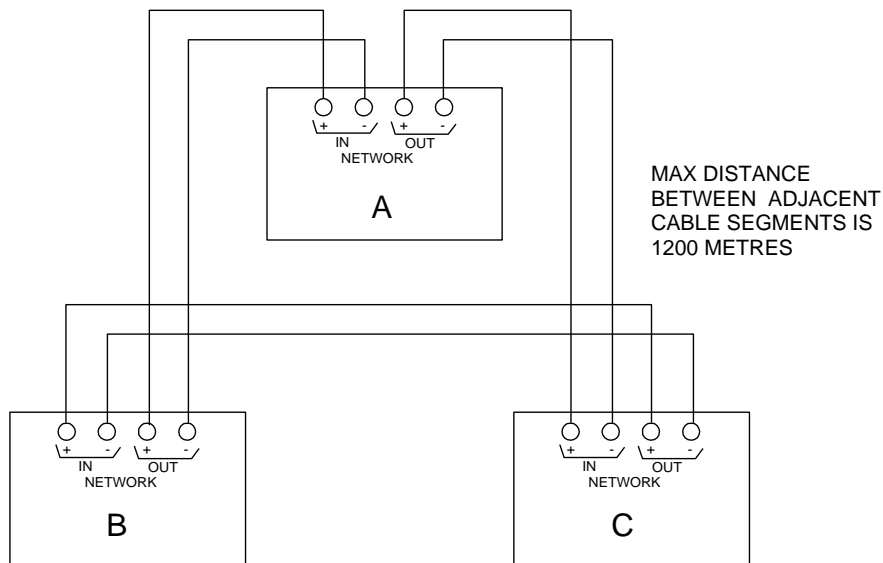 + - + -
IN OUT
NETWORK
A
MAX DISTANCE
BETWEEN ADJACENT
CABLE SEGMENTS IS
1200 METRES
+ - + -
IN OUT
NETWORK
B
+ - + -
IN OUT
NETWORK
C